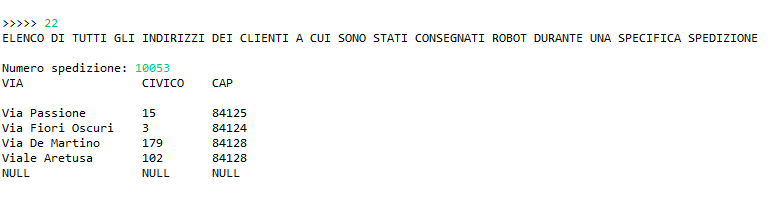 >>>>> 22
ELENCO DI TUTTI GLI INDIRIZZI DEI CLIENTI A CUI SONO STATI CONSEGNATI ROBOT DURANTE UNA SPECIFICA SPEDIZIONE
Numero spedizione: 10053
VIA CIVICO CAP
Via Passione 15 84125
Via Fiori Oscuri 3 84124
Via De Martino 179 84128
Viale Aretusa 102 84128
NULL NULL NULL